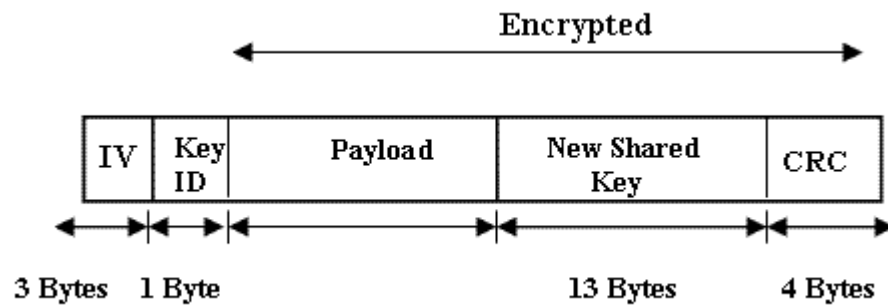 Encrypted
IV
Key
ID
Payload
New Shared
Key
CRC
3 Bytes
1 Byte
13 Bytes
4 Bytes